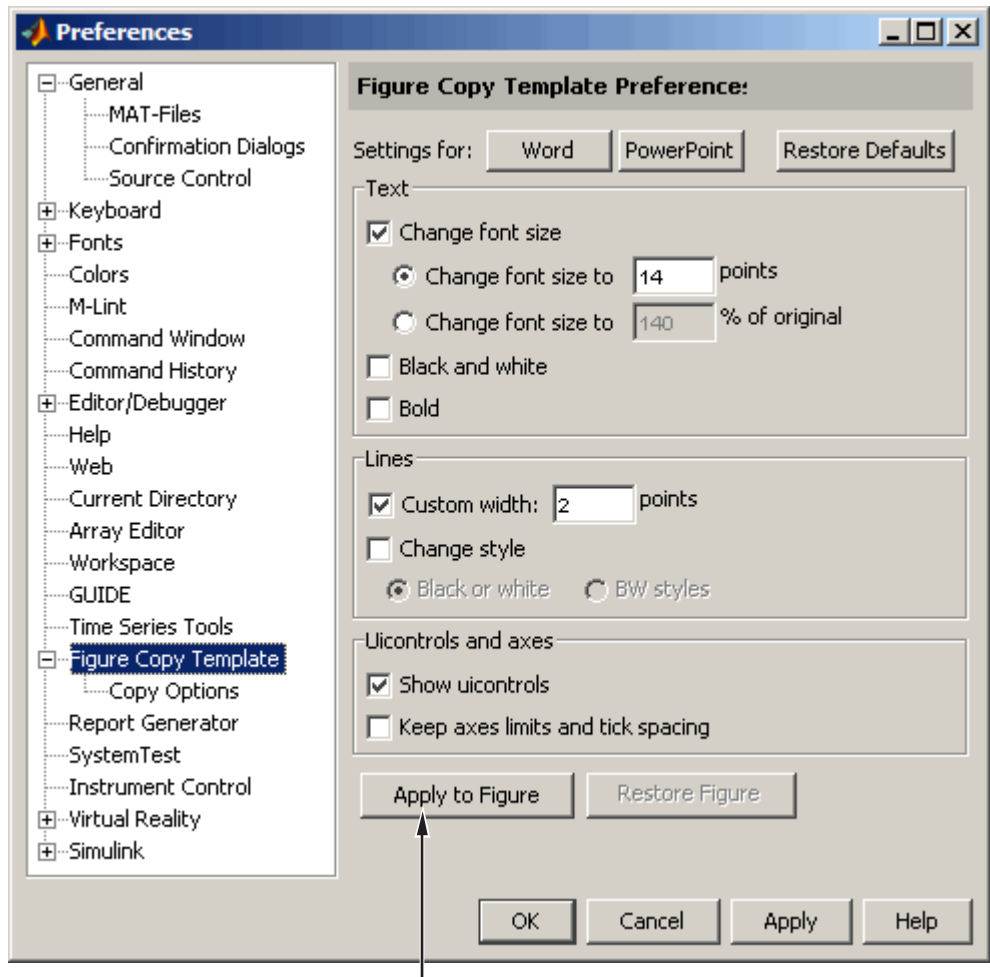 Preferences
General
MAT-Files
Confirmation Dialogs
Source Control
Keyboard
Fonts
Colors
M-Lint
Command Window
Command History
Editor/Debugger
Help
Web
Current Directory
Array Editor
Workspace
GUIDE
Time Series Tools
Figure Copy Template
Copy Options
Report Generator
SystemTest
Instrument Control
Virtual Reality
Simulink
Figure Copy Template Preference:
Settings for: Word PowerPoint Restore Defaults
Text
Change font size
Change font size to 14 points
Change font size to 140 % of original
Black and white
Bold
Lines
Custom width: 2 points
Change style
Black or white BW styles
Uicontrols and axes
Show uicontrols
Keep axes limits and tick spacing
Apply to Figure Restore Figure
OK Cancel Apply Help